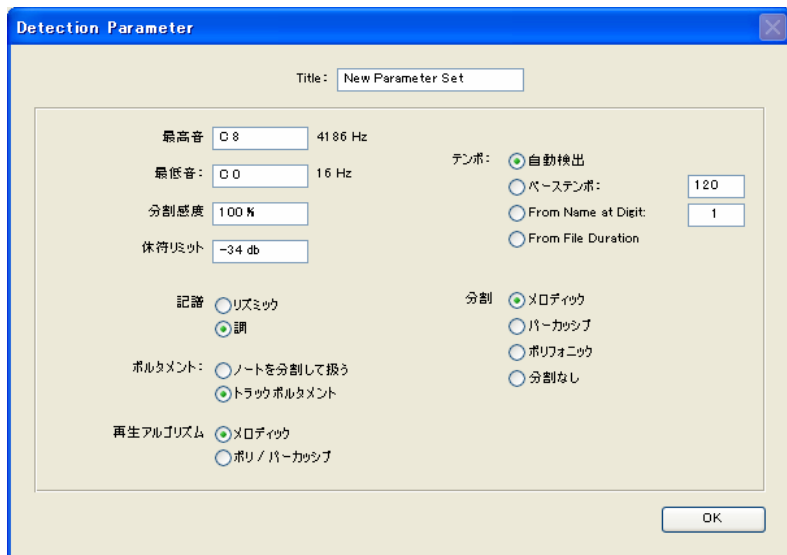 Detection Parameter
Title: New Parameter Set
最高音 C 8 4186 Hz
最低音: C 0 16 Hz
分割感度 100 %
休符リミット -34 db
テンポ: 自動検出
ベーステンポ: 120
From Name at Digit: 1
From File Duration
記譜 リズミック
調
ポルタメント: ノートを分割して扱う
トラックポルタメント
再生アルゴリズム メロディック
ポリ / パーカッシブ
分割 メロディック
パーカッシブ
ポリフォニック
分割なし
OK